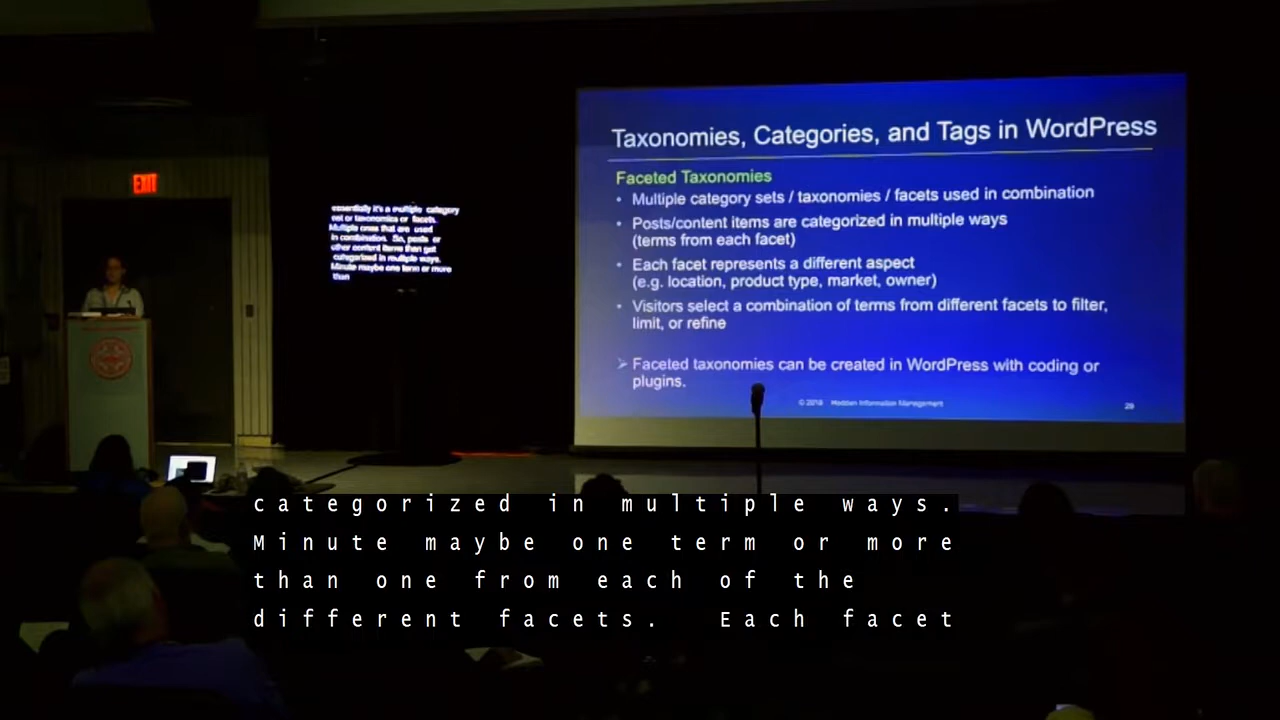 EXIT
essentially it's a multiple category
set or taxonomies or facets.
Multiple ones that are used
in combination. So, posts or
other content items then get
categorized in multiple ways.
Minute maybe one term or more
than
Taxonomies, Categories, and Tags in WordPress
Faceted Taxonomies
• Multiple category sets / taxonomies / facets used in combination
• Posts/content items are categorized in multiple ways
(terms from each facet)
• Each facet represents a different aspect
(e.g. location, product type, market, owner)
• Visitors select a combination of terms from different facets to filter,
limit, or refine
➢ Faceted taxonomies can be created in WordPress with coding or
plugins.
Information Management
29
categorized in multiple ways.
Minute maybe one term or more
than one from each of the
different facets. Each facet